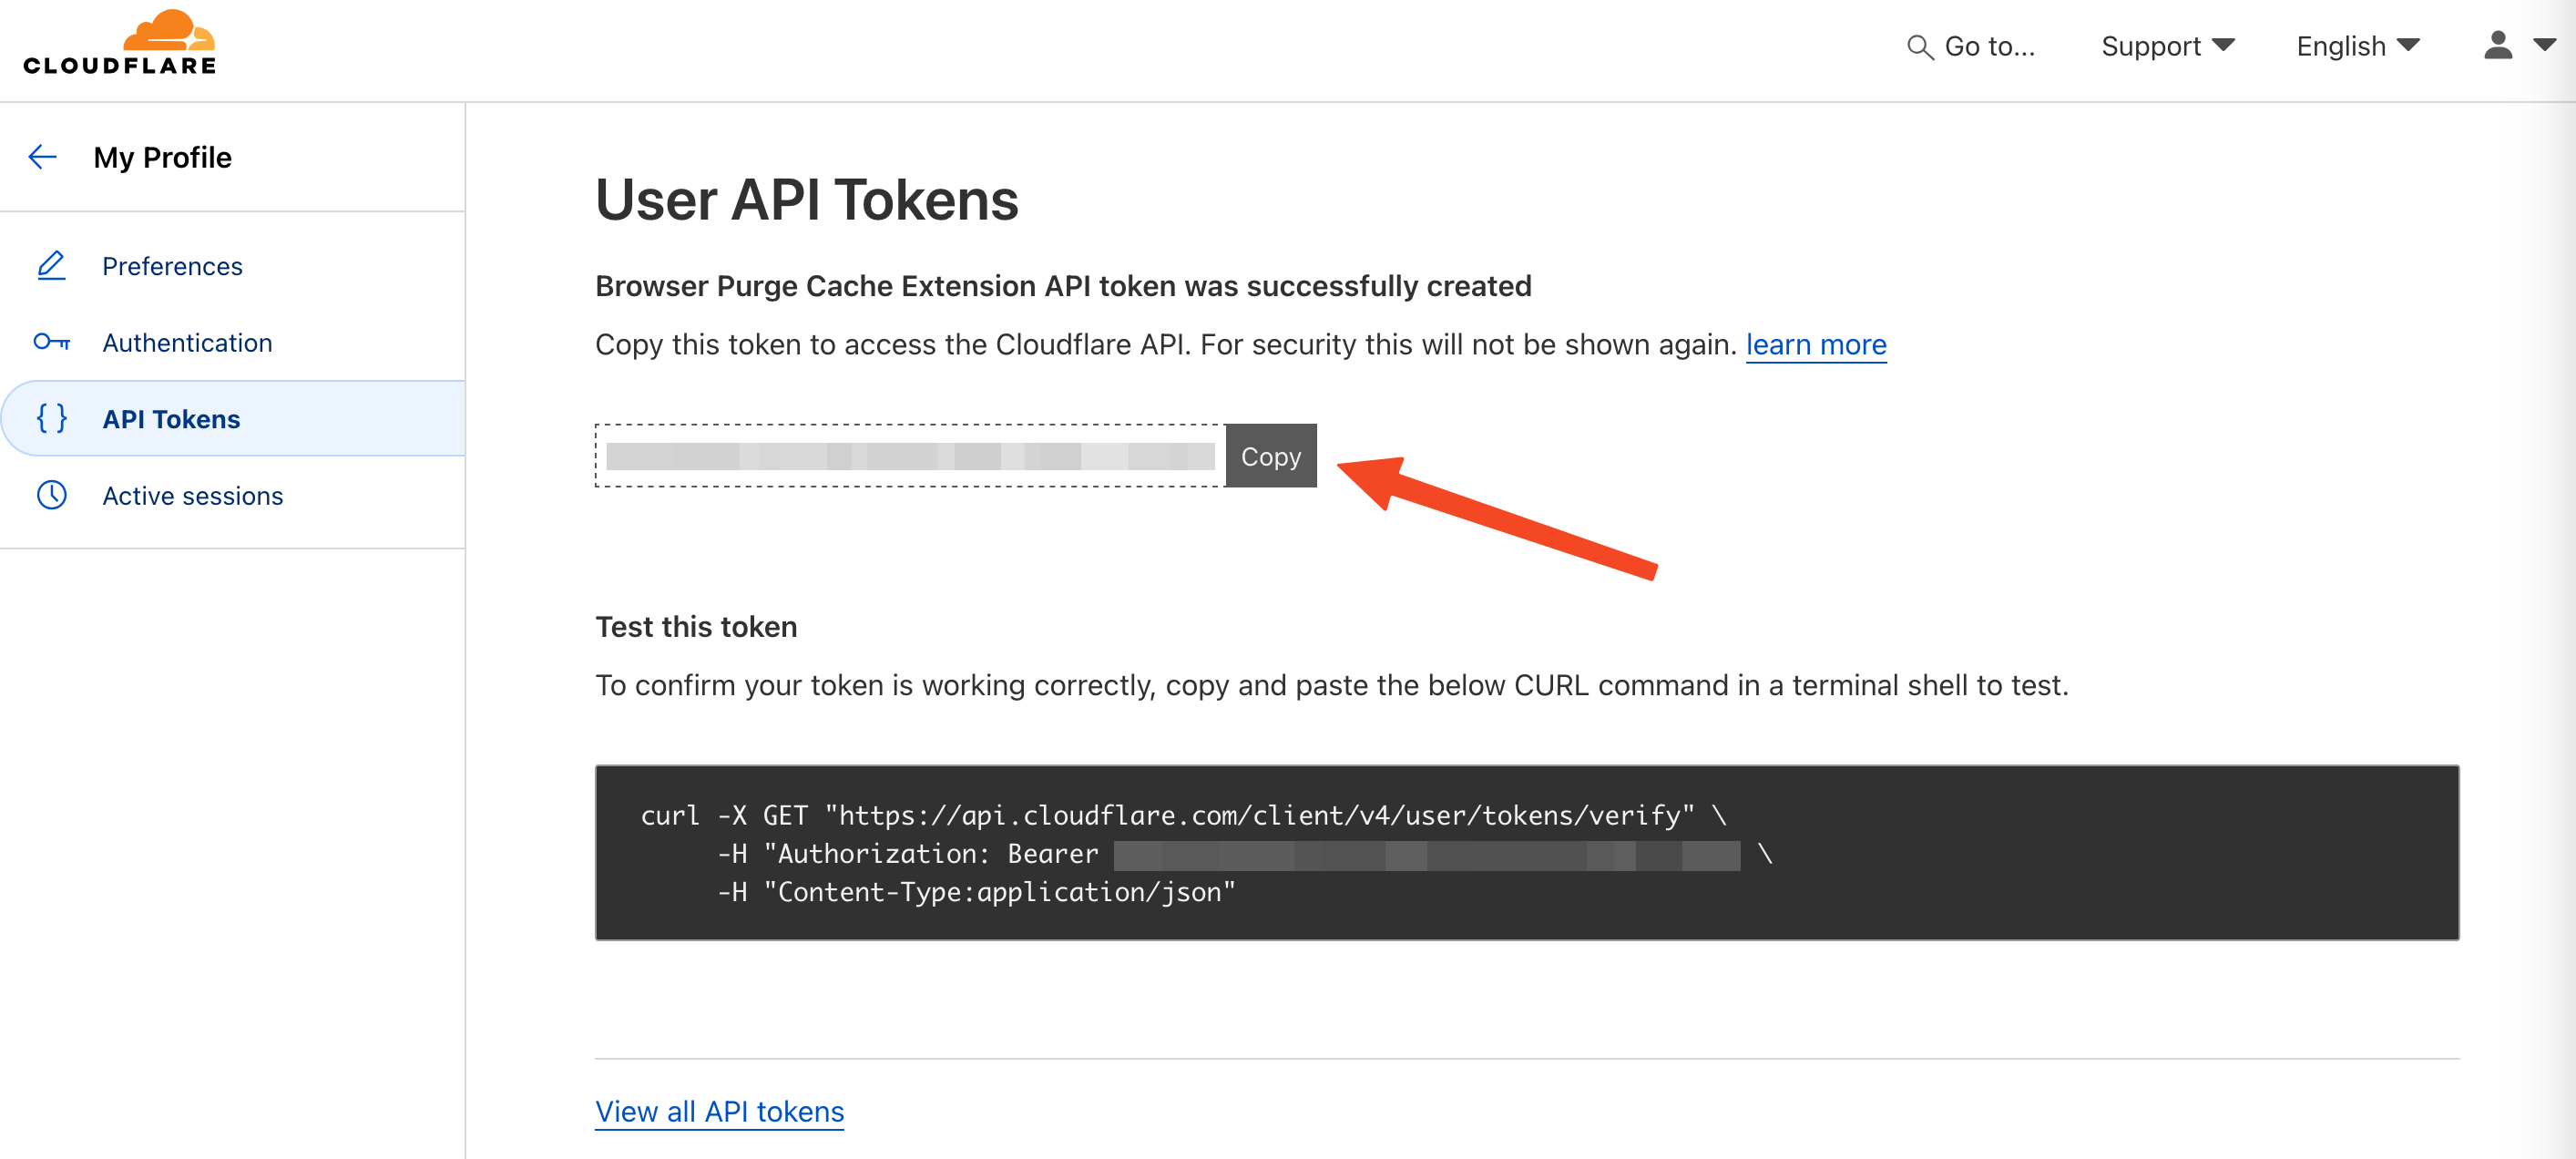 CLOUDFLARE
Go to...
Support
English
My Profile
Preferences
Authentication
{ } API Tokens
Active sessions
User API Tokens
Browser Purge Cache Extension API token was successfully created
Copy this token to access the Cloudflare API. For security this will not be shown again. learn more
Copy
Test this token
To confirm your token is working correctly, copy and paste the below CURL command in a terminal shell to test.
curl -X GET "https://api.cloudflare.com/client/v4/user/tokens/verify" \
-H "Authorization: Bearer \
-H "Content-Type:application/json"
View all API tokens